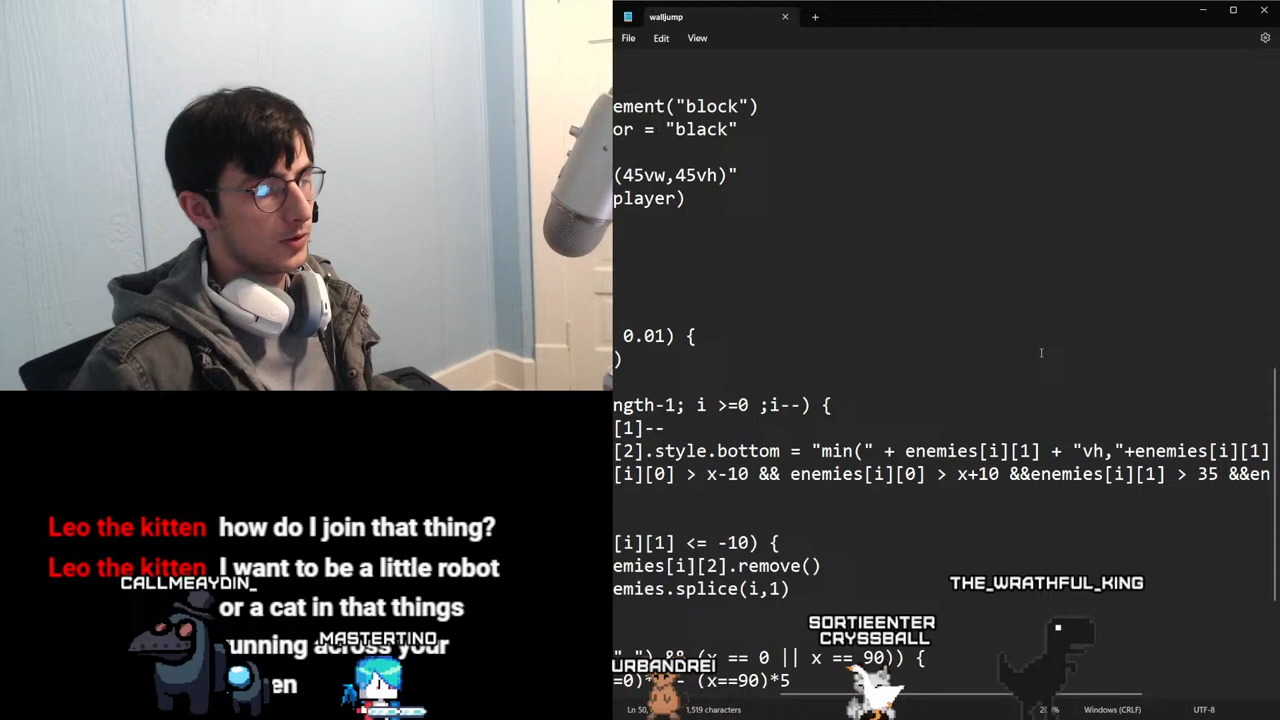 walljump
File Edit View
ement("block")
or = "black"
(45vw,45vh)"
player)
0.01) {
)
ngth-1; i >=0 ;i--) {
[1]--
[2].style.bottom = "min(" + enemies[i][1] + "vh,"+enemies[i][1]
[i][0] > x-10 && enemies[i][0] > x+10 &&enemies[i][1] > 35 &&en
[i][1] <= -10) {
emies[i][2].remove()
emies.splice(i,1)
") && (x == 0 || x == 90)) {
(x==90)*5
Ln 50,
1,519 characters
Windows (CRLF)
UTF-8
Leo the kitten how do I join that thing?
Leo the kitten I want to be a little robot
or a cat in that things
unning across your
en
CALLMEAYDIN_
MASTERTINO
URBANDREI
SORTIEENTER
CRYSSBALL
THE_WRATHFUL_KING